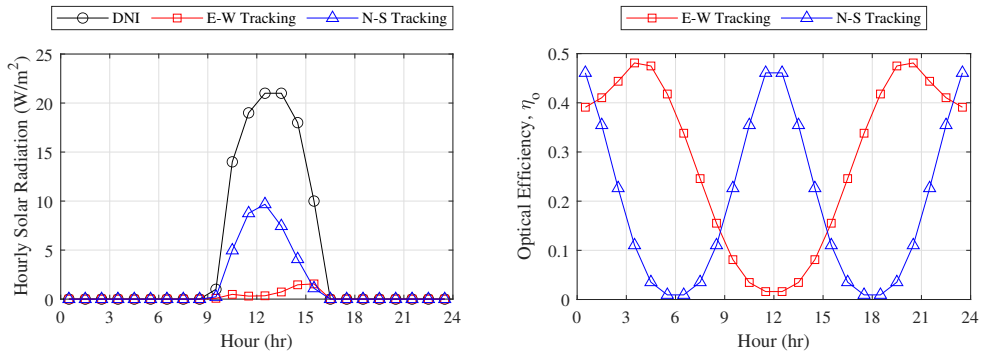 DNI E-W Tracking N-S Tracking
Hourly Solar Radiation (W/m²)
25
20
15
10
5
0
0 3 6 9 12 15 18 21 24
Hour (hr)
E-W Tracking N-S Tracking
Optical Efficiency, ηₒ
0.5
0.4
0.3
0.2
0.1
0
0 3 6 9 12 15 18 21 24
Hour (hr)